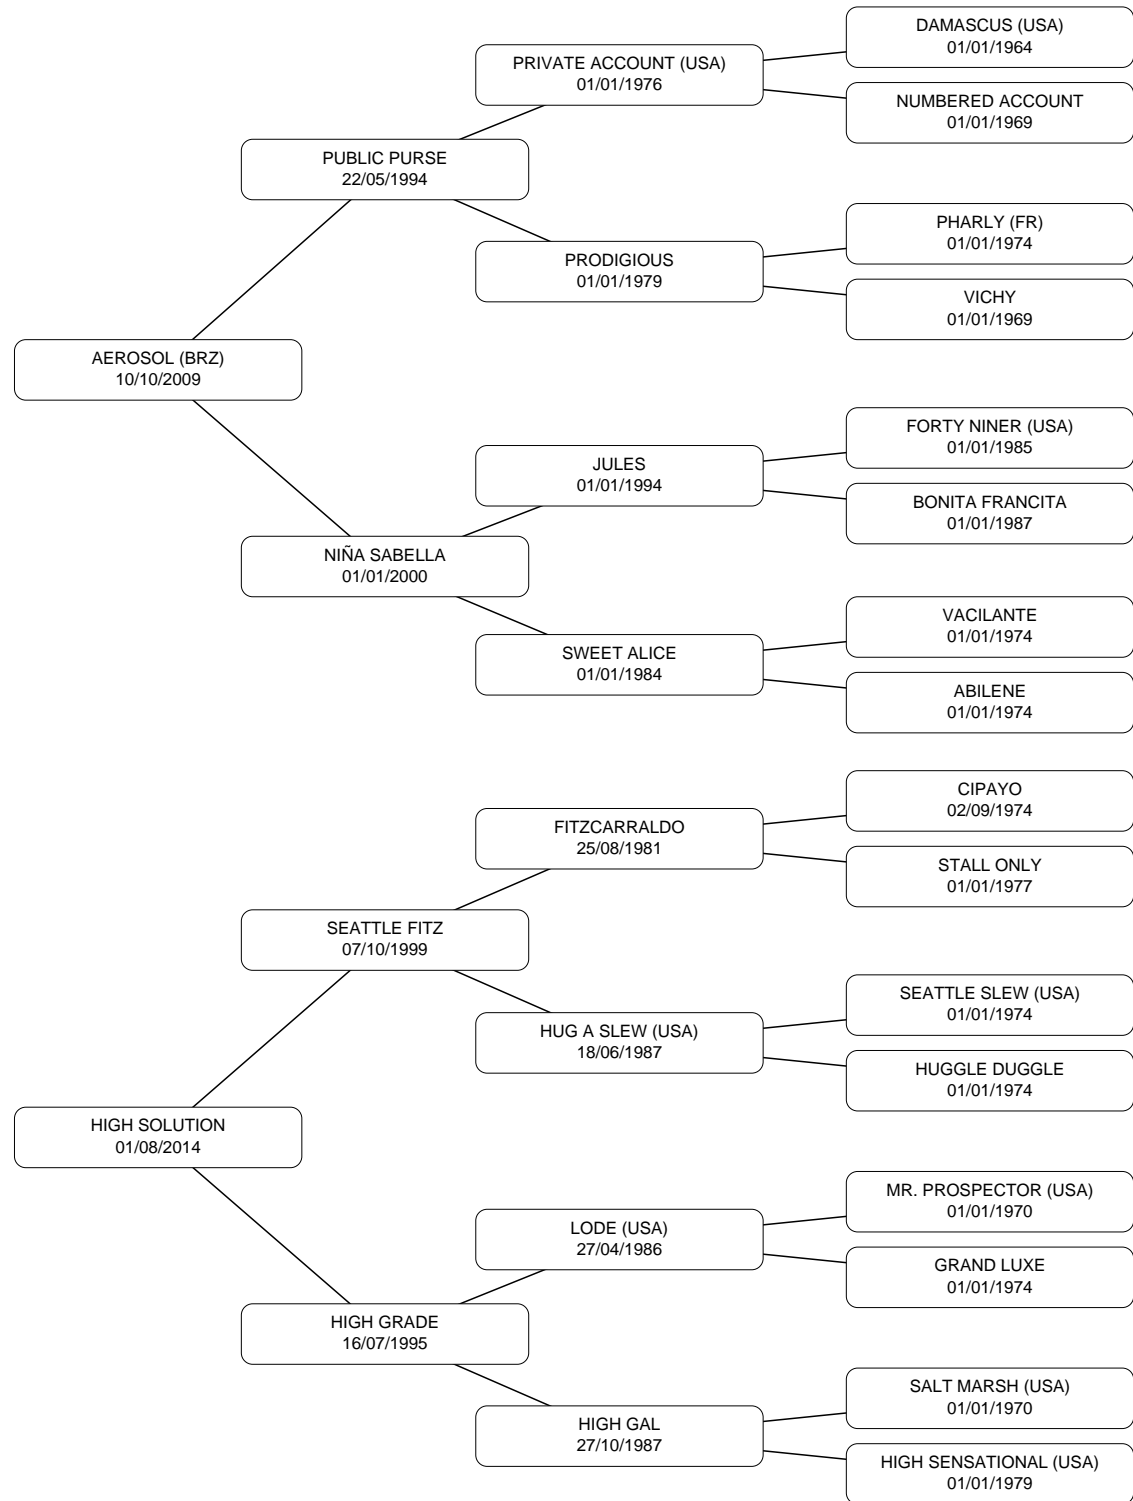 DAMASCUS (USA)
01/01/1964
PRIVATE ACCOUNT (USA)
01/01/1976
NUMBERED ACCOUNT
01/01/1969
PUBLIC PURSE
22/05/1994
PHARLY (FR)
01/01/1974
PRODIGIOUS
01/01/1979
VICHY
01/01/1969
AEROSOL (BRZ)
10/10/2009
FORTY NINER (USA)
01/01/1985
JULES
01/01/1994
BONITA FRANCITA
01/01/1987
NIÑA SABELLA
01/01/2000
VACILANTE
01/01/1974
SWEET ALICE
01/01/1984
ABILENE
01/01/1974
CIPAYO
02/09/1974
FITZCARRALDO
25/08/1981
STALL ONLY
01/01/1977
SEATTLE FITZ
07/10/1999
SEATTLE SLEW (USA)
01/01/1974
HUG A SLEW (USA)
18/06/1987
HUGGLE DUGGLE
01/01/1974
HIGH SOLUTION
01/08/2014
MR. PROSPECTOR (USA)
01/01/1970
LODE (USA)
27/04/1986
GRAND LUXE
01/01/1974
HIGH GRADE
16/07/1995
SALT MARSH (USA)
01/01/1970
HIGH GAL
27/10/1987
HIGH SENSATIONAL (USA)
01/01/1979